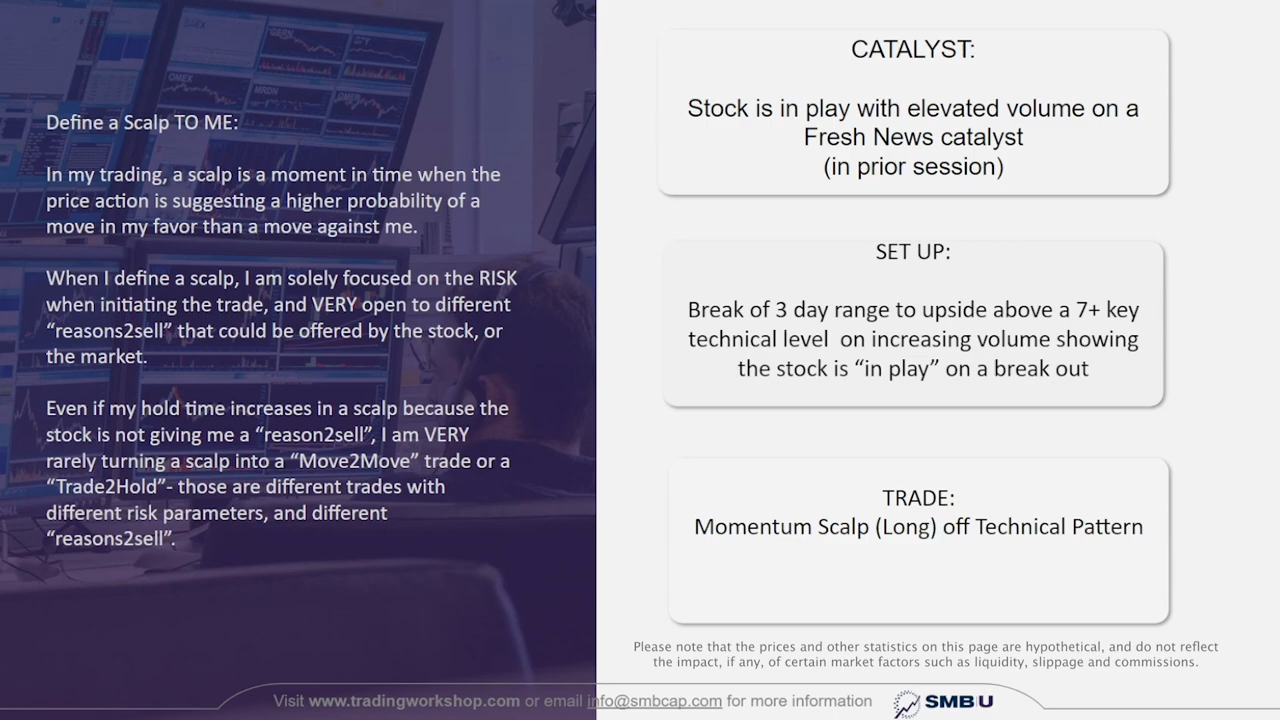 Define a Scalp TO ME:
In my trading, a scalp is a moment in time when the
price action is suggesting a higher probability of a
move in my favor than a move against me.
When I define a scalp, I am solely focused on the RISK
when initiating the trade, and VERY open to different
“reasons2sell” that could be offered by the stock, or
the market.
Even if my hold time increases in a scalp because the
stock is not giving me a “reason2sell”, I am VERY
rarely turning a scalp into a “Move2Move” trade or a
“Trade2Hold”- those are different trades with
different risk parameters, and different
“reasons2sell”.
CATALYST:
Stock is in play with elevated volume on a
Fresh News catalyst
(in prior session)
SET UP:
Break of 3 day range to upside above a 7+ key
technical level on increasing volume showing
the stock is “in play” on a break out
TRADE:
Momentum Scalp (Long) off Technical Pattern
Please note that the prices and other statistics on this page are hypothetical, and do not reflect
the impact, if any, of certain market factors such as liquidity, slippage and commissions.
Visit www.tradingworkshop.com or email info@smbcap.com for more information
SMBU